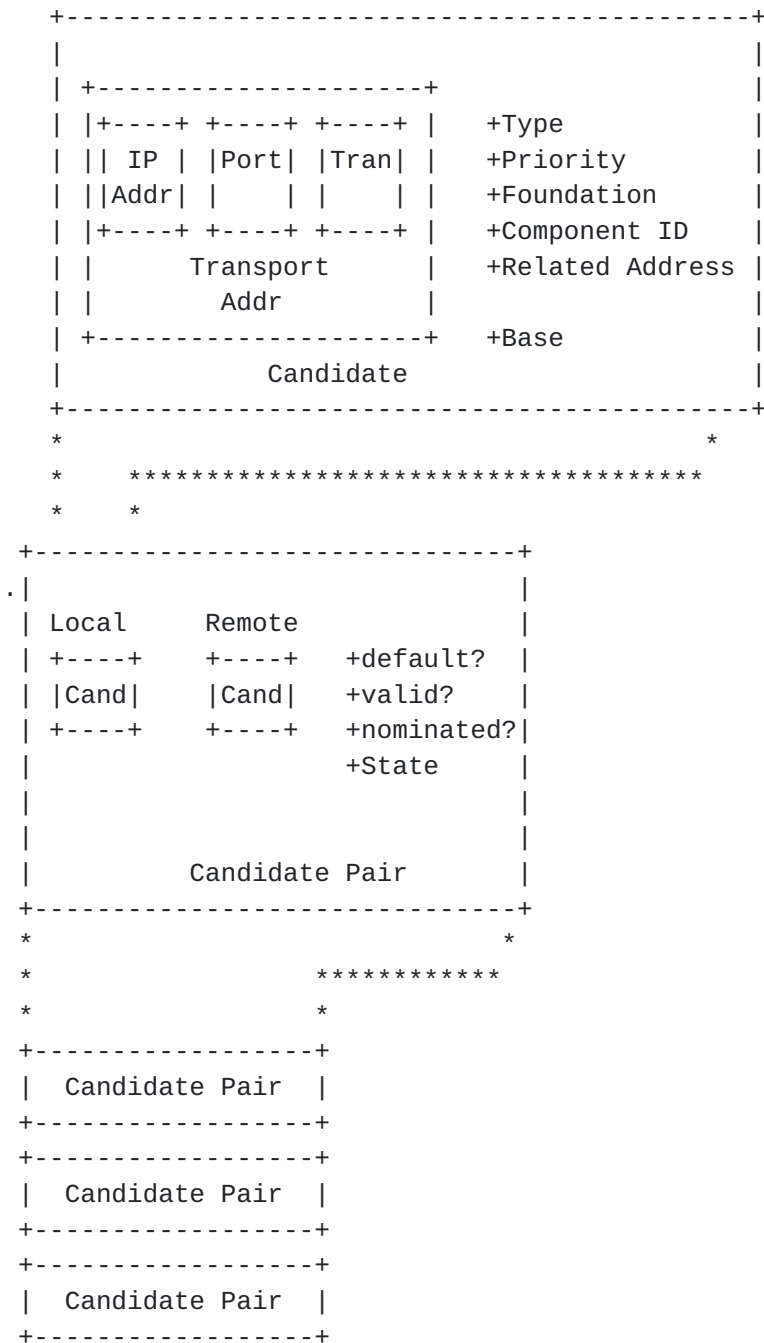 +--------------------------------------------+
|                                            |
| +---------------------+                    |
| |+----+ +----+ +----+ |   +Type            |
| || IP | |Port| |Tran| |   +Priority        |
| ||Addr| |    | |    | |   +Foundation      |
| |+----+ +----+ +----+ |   +Component ID    |
| |      Transport      |   +Related Address |
| |        Addr         |                    |
| +---------------------+   +Base            |
|             Candidate                      |
+--------------------------------------------+
*                                         *
*    *************************************
*    *
+-------------------------------+
.|                               |
| Local     Remote              |
| +----+    +----+   +default?  |
| |Cand|    |Cand|   +valid?    |
| +----+    +----+   +nominated?|
|                    +State     |
|                               |
|                               |
|          Candidate Pair       |
+-------------------------------+
*                              *
*                  ************
*                  *
+------------------+
|  Candidate Pair  |
+------------------+
+------------------+
|  Candidate Pair  |
+------------------+
+------------------+
|  Candidate Pair  |
+------------------+